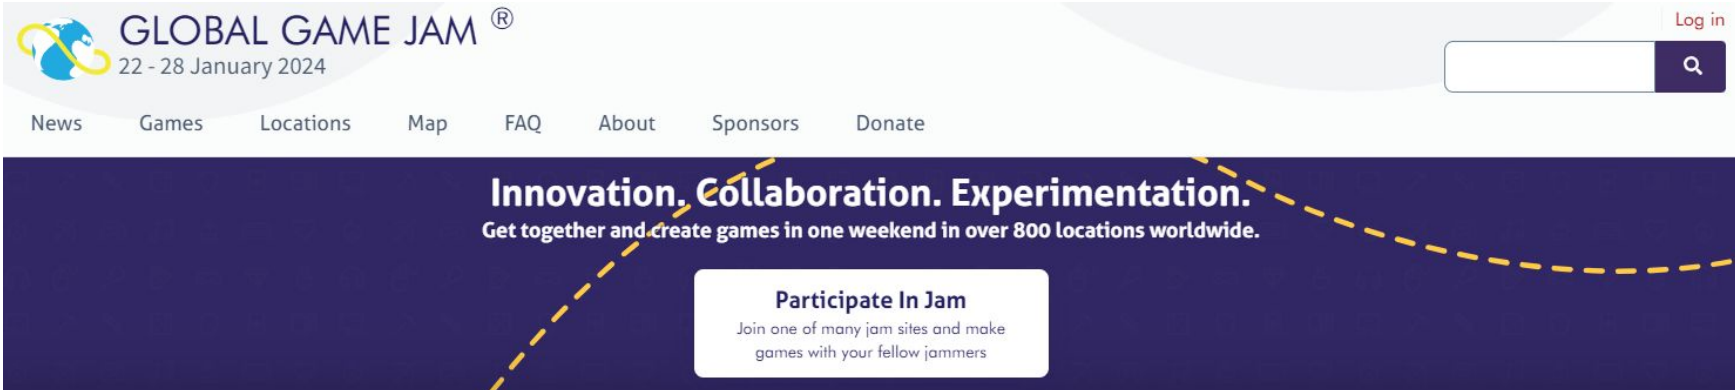 GLOBAL GAME JAM ®
22 - 28 January 2024
Log in
News Games Locations Map FAQ About Sponsors Donate
Innovation. Collaboration. Experimentation.
Get together and create games in one weekend in over 800 locations worldwide.
Participate In Jam
Join one of many jam sites and make
games with your fellow jammers